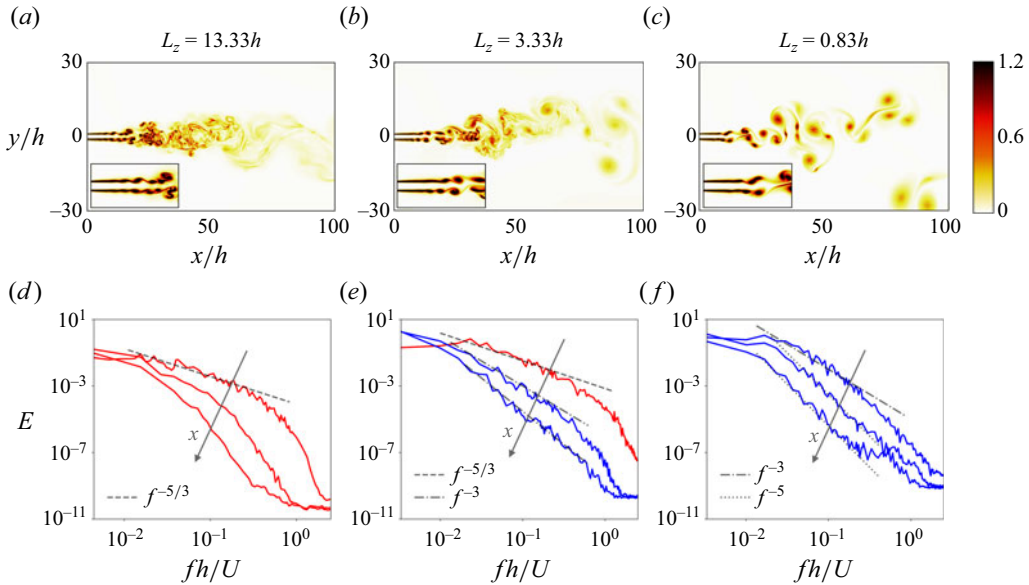 (a) (b) (c)
L_z = 13.33h L_z = 3.33h L_z = 0.83h
30 30 30 1.2
y/h 0 0 0
–30 –30 –30 0
0 50 100 0 50 100 0 50 100
x/h x/h x/h
(d) (e) (f)
10^1 10^1 10^1
10^−3 10^−3 10^−3
E x x x
10^−7 10^−7 10^−7
f^−5/3 f^−5/3 f^−3
f^−3 f^−5
10^−11 10^−11 10^−11
10^−2 10^−1 10^0 10^−2 10^−1 10^0 10^−2 10^−1 10^0
fh/U fh/U fh/U